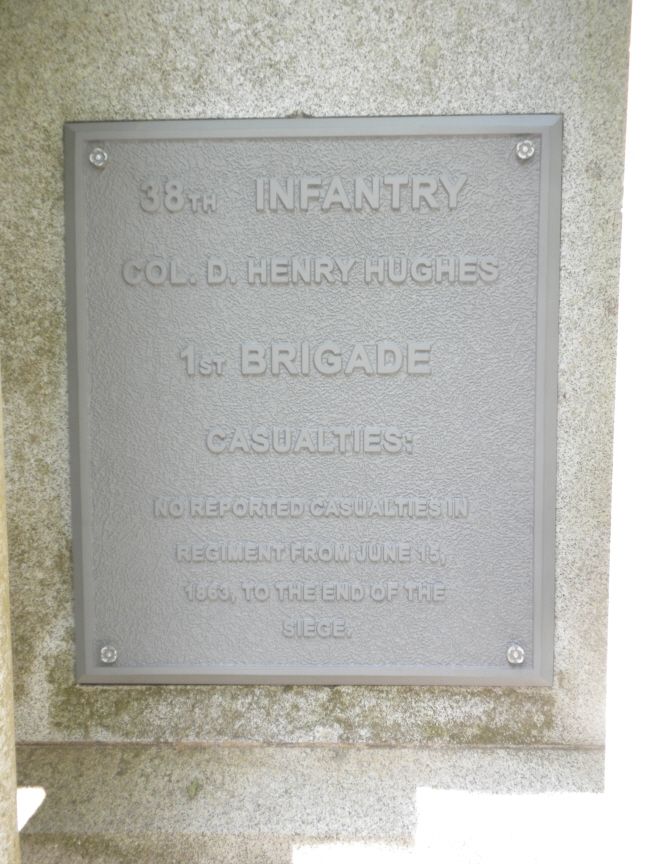 38TH INFANTRY
COL. D. HENRY HUGHES
1ST BRIGADE
CASUALTIES:
NO REPORTED CASUALTIES IN
REGIMENT FROM JUNE 15,
1863, TO THE END OF THE
SIEGE.